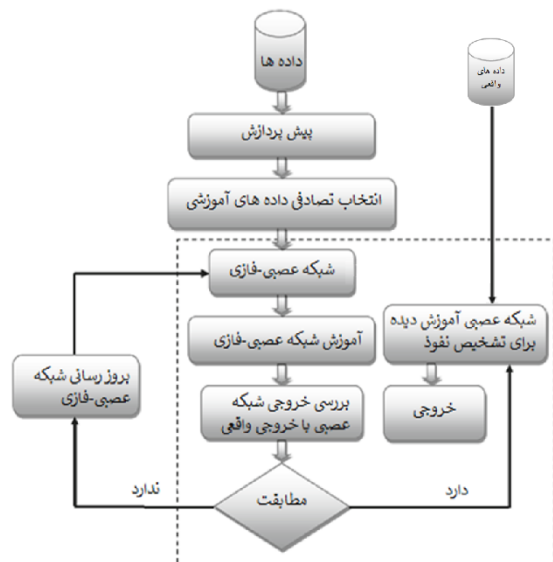 داده ها
داده های
واقعی
پیش پردازش
انتخاب تصادفی داده های آموزشی
شبکه عصبی-فازی
شبکه عصبی آموزش دیده
برای تشخیص نفوذ
آموزش شبکه عصبی-فازی
بروز رسانی شبکه
عصبی-فازی
بررسی خروجی شبکه
عصبی با خروجی واقعی
خروجی
مطابقت
ندارد
دارد